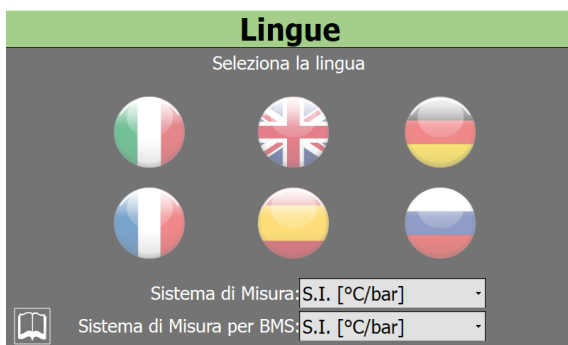 Lingue
Seleziona la lingua
Sistema di Misura: S.I. [°C/bar]
Sistema di Misura per BMS: S.I. [°C/bar]